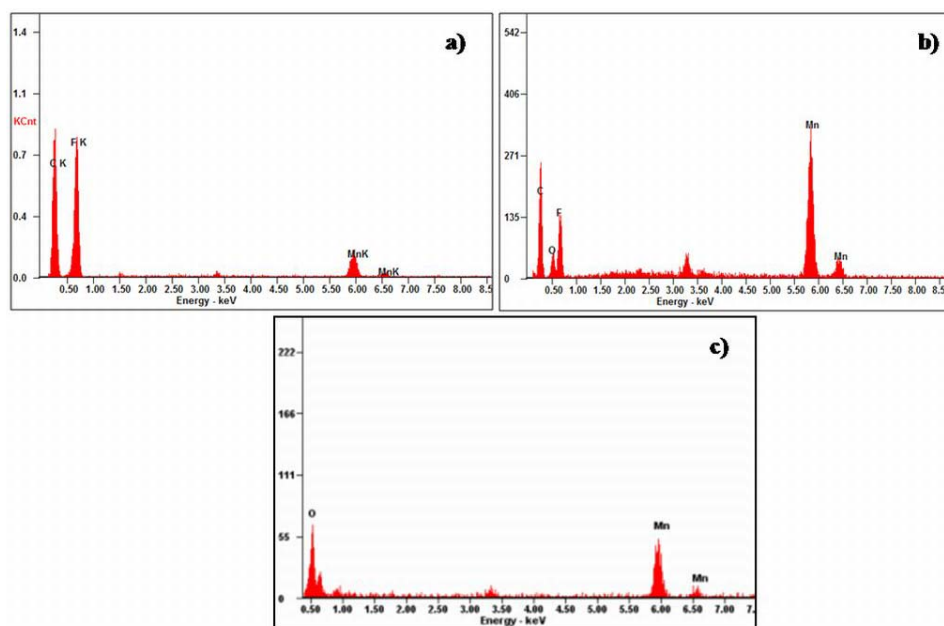 a)
1.4
1.1
KCnt
0.7
0.4
0.0
C K
F K
MnK
MnK
0.50 1.00 1.50 2.00 2.50 3.00 3.50 4.00 4.50 5.00 5.50 6.00 6.50 7.00 7.50 8.00 8.5
Energy - keV
b)
542
406
271
135
0
C
O
F
Mn
Mn
0.50 1.00 1.50 2.00 2.50 3.00 3.50 4.00 4.50 5.00 5.50 6.00 6.50 7.00 7.50 8.00 8.5
Energy - keV
c)
222
166
111
55
0
O
Mn
Mn
0.50 1.00 1.50 2.00 2.50 3.00 3.50 4.00 4.50 5.00 5.50 6.00 6.50 7.00 7.
Energy - keV